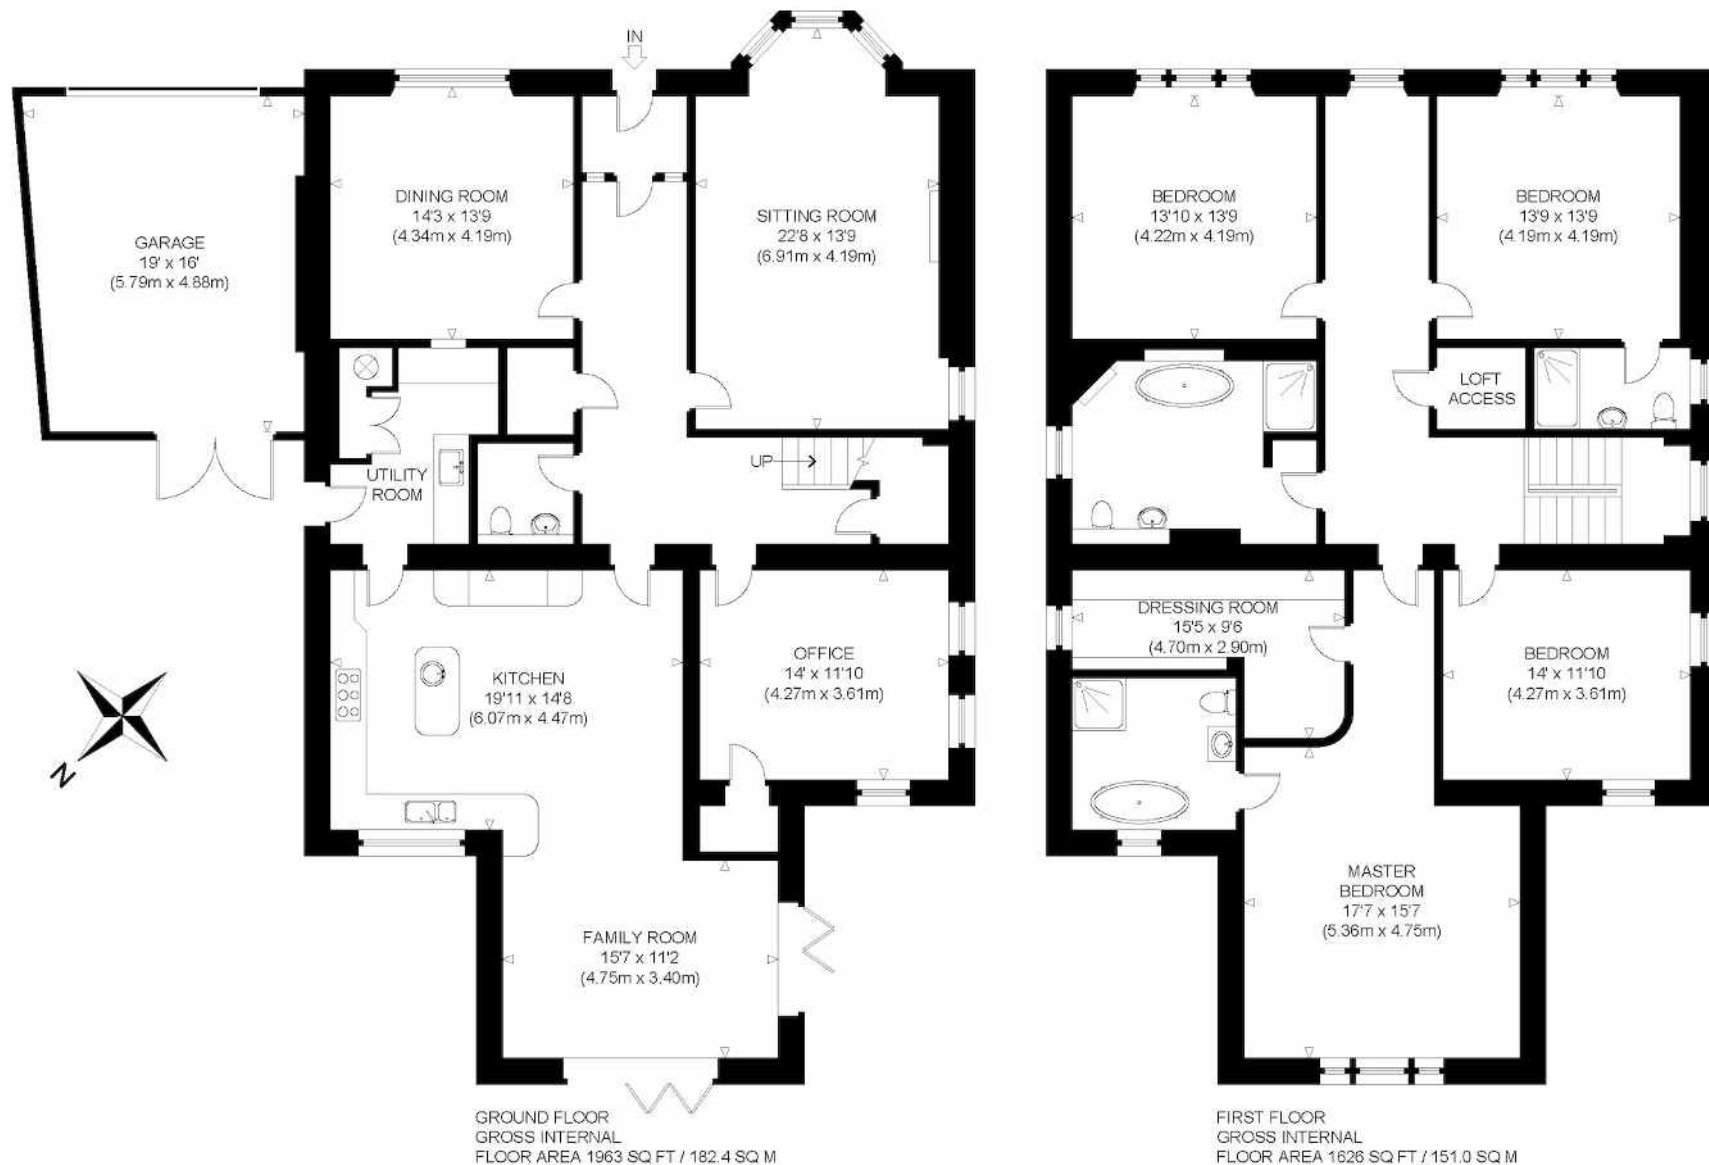 IN
DINING ROOM
14'3 x 13'9
(4.34m x 4.19m)
SITTING ROOM
22'8 x 13'9
(6.91m x 4.19m)
GARAGE
19' x 16'
(5.79m x 4.88m)
UP
UTILITY
ROOM
KITCHEN
19'11 x 14'8
(6.07m x 4.47m)
OFFICE
14' x 11'10
(4.27m x 3.61m)
N
FAMILY ROOM
15'7 x 11'2
(4.75m x 3.40m)
GROUND FLOOR
GROSS INTERNAL
FLOOR AREA 1963 SQ FT / 182.4 SQ M
BEDROOM
13'10 x 13'9
(4.22m x 4.19m)
BEDROOM
13'9 x 13'9
(4.19m x 4.19m)
LOFT
ACCESS
DRESSING ROOM
15'5 x 9'6
(4.70m x 2.90m)
BEDROOM
14' x 11'10
(4.27m x 3.61m)
MASTER
BEDROOM
17'7 x 15'7
(5.36m x 4.75m)
FIRST FLOOR
GROSS INTERNAL
FLOOR AREA 1626 SQ FT / 151.0 SQ M